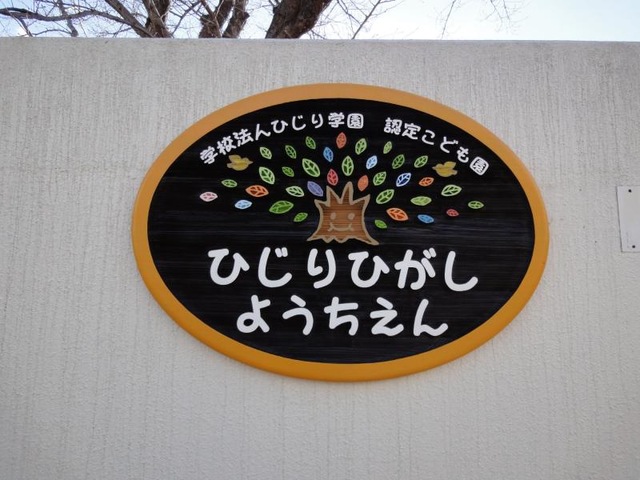 学校法んひじり学園 認定こども園
ひじりひがし
ようちえん